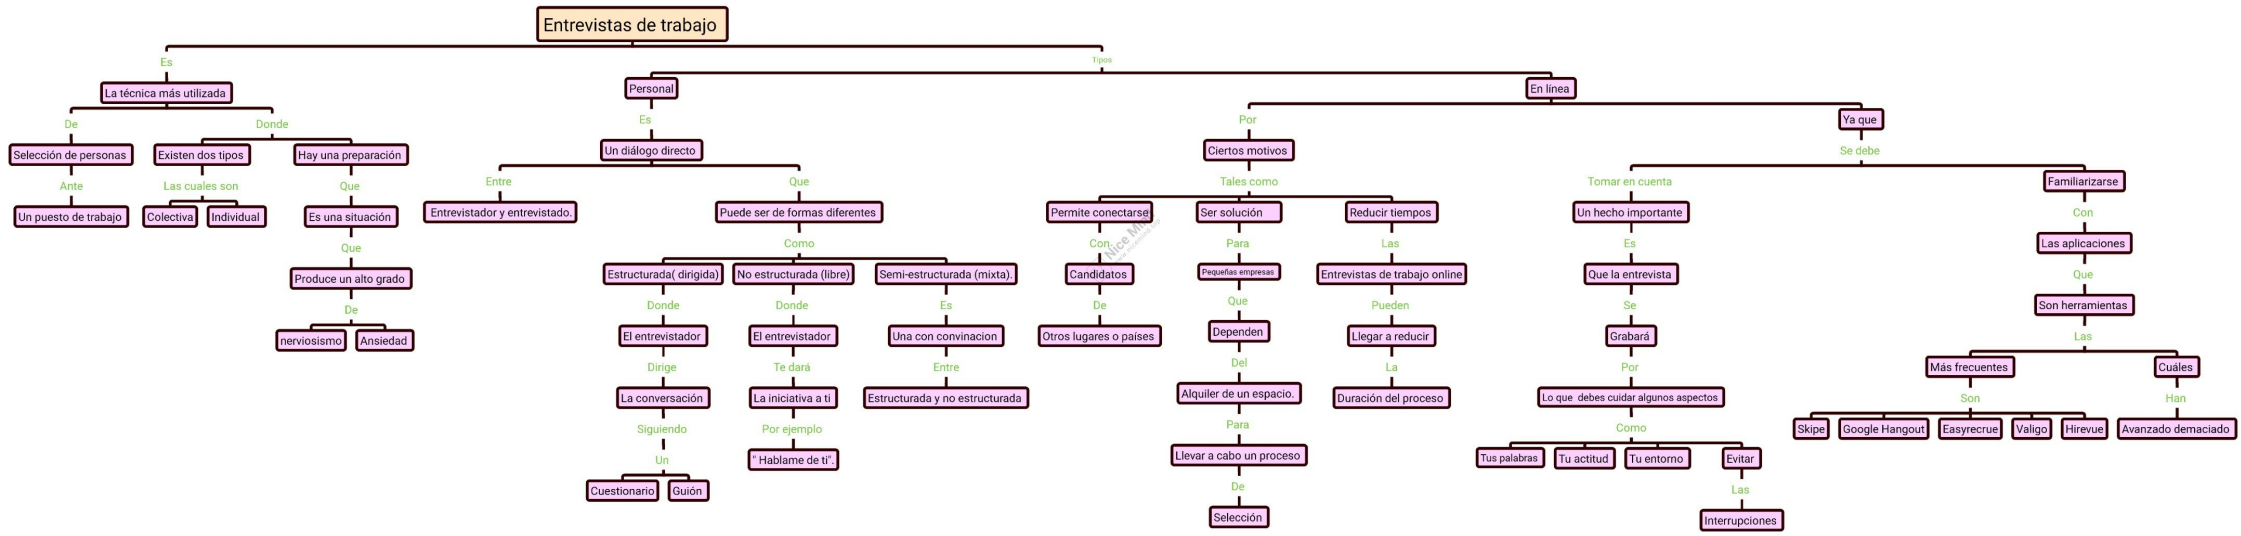 Entrevistas de trabajo
Es
Tipos
La técnica más utilizada
De
Donde
Selección de personas
Existen dos tipos
Hay una preparación
Ante
Las cuales son
Que
Un puesto de trabajo
Colectiva
Individual
Es una situación
Que
Produce un alto grado
De
nerviosismo
Ansiedad
Personal
Es
Un diálogo directo
Entre
Que
Entrevistador y entrevistado.
Puede ser de formas diferentes
Como
Estructurada( dirigida)
No estructurada (libre)
Semi-estructurada (mixta).
Donde
Donde
Es
El entrevistador
El entrevistador
Una con convinacion
Dirige
Te dará
Entre
La conversación
La iniciativa a ti
Estructurada y no estructurada
Siguiendo
Por ejemplo
Un
" Hablame de ti".
Cuestionario
Guión
En línea
Por
Ya que
Ciertos motivos
Tales como
Permite conectarse
Ser solución
Reducir tiempos
Con
Para
Las
Candidatos
Pequeñas empresas
Entrevistas de trabajo online
De
Que
Pueden
Otros lugares o países
Dependen
Llegar a reducir
Del
La
Alquiler de un espacio.
Duración del proceso
Para
Llevar a cabo un proceso
De
Selección
Se debe
Tomar en cuenta
Familiarizarse
Un hecho importante
Con
Es
Las aplicaciones
Que la entrevista
Que
Se
Son herramientas
Grabará
Las
Por
Más frecuentes
Cuáles
Lo que debes cuidar algunos aspectos
Son
Han
Como
Skipe
Google Hangout
Easyrecrue
Valigo
Hirevue
Avanzado demaciado
Tus palabras
Tu actitud
Tu entorno
Evitar
Las
Interrupciones